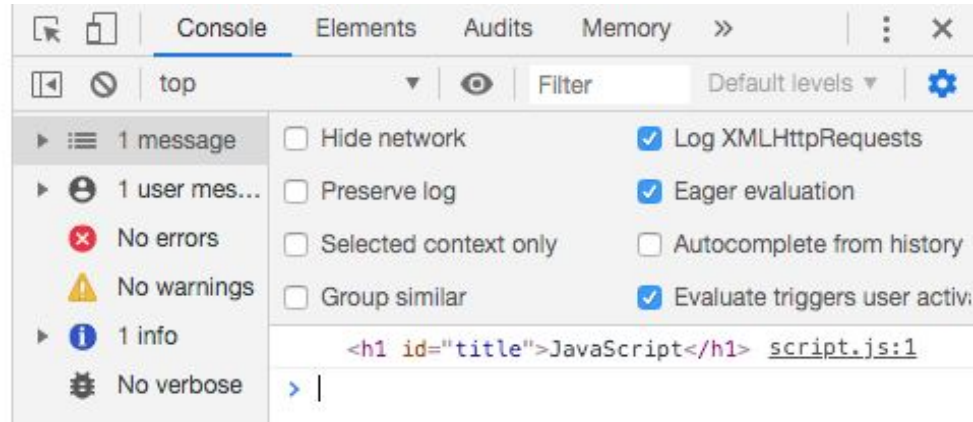 Console Elements Audits Memory »
top Filter Default levels
1 message
1 user mes…
No errors
No warnings
1 info
No verbose
Hide network Log XMLHttpRequests
Preserve log Eager evaluation
Selected context only Autocomplete from history
Group similar Evaluate triggers user activ
<h1 id="title">JavaScript</h1> script.js:1
>